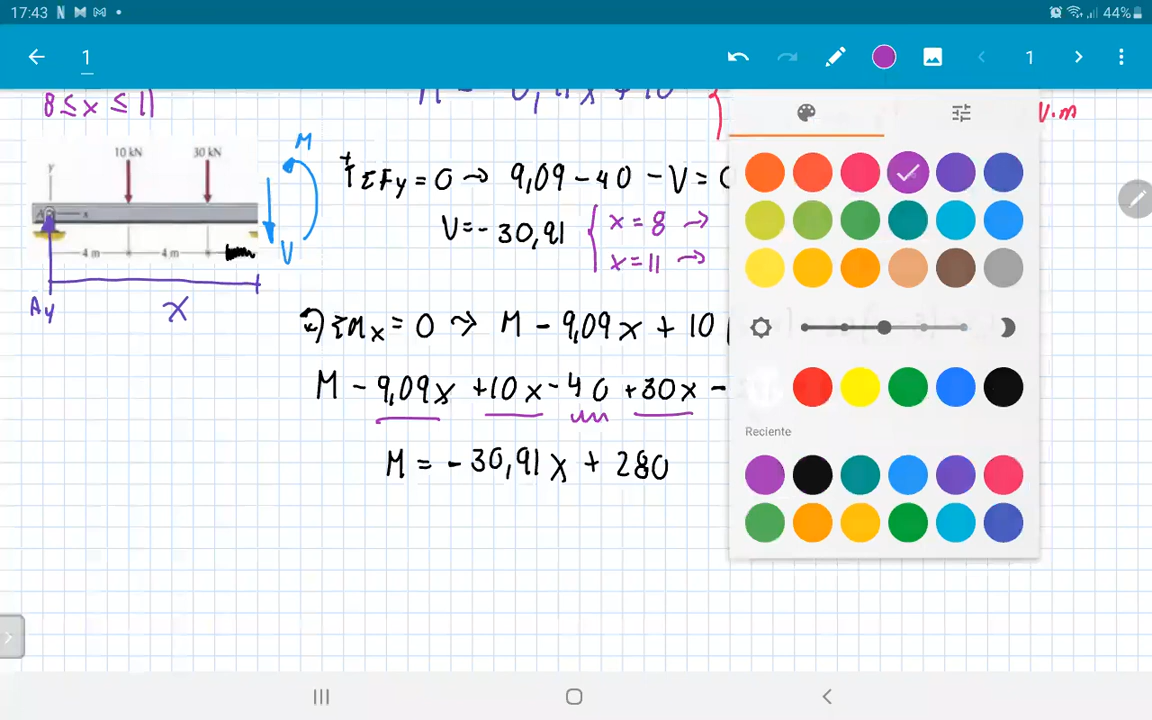 17:43 N 44%
1 1
8 ≤ x ≤ 11
V.m
y
10 kN 30 kN
A x
4 m 4 m
M
V
Ay
x
+↑ΣFy = 0 → 9,09 - 40 - V = 0
V = - 30,91 { x = 8 →
x = 11 →
ΣMx = 0 → M - 9,09x + 10
M - 9,09x + 10x - 40 + 30x -
M = - 30,91x + 280
Reciente